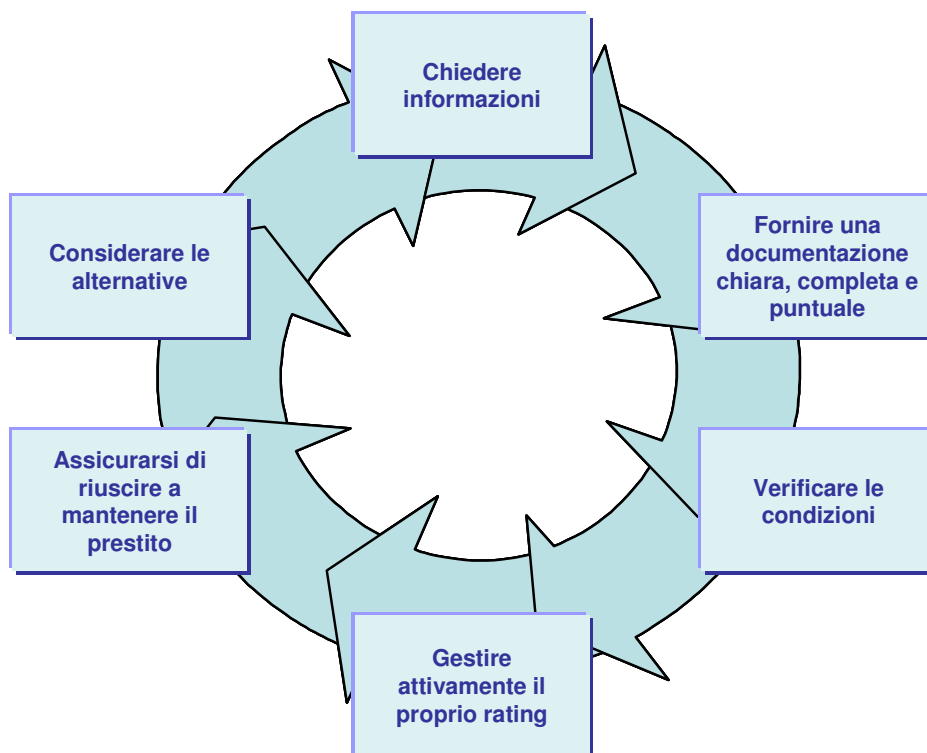 Chiedere
informazioni
Fornire una
documentazione
chiara, completa e
puntuale
Verificare le
condizioni
Gestire
attivamente il
proprio rating
Assicurarsi di
riuscire a
mantenere il
prestito
Considerare le
alternative